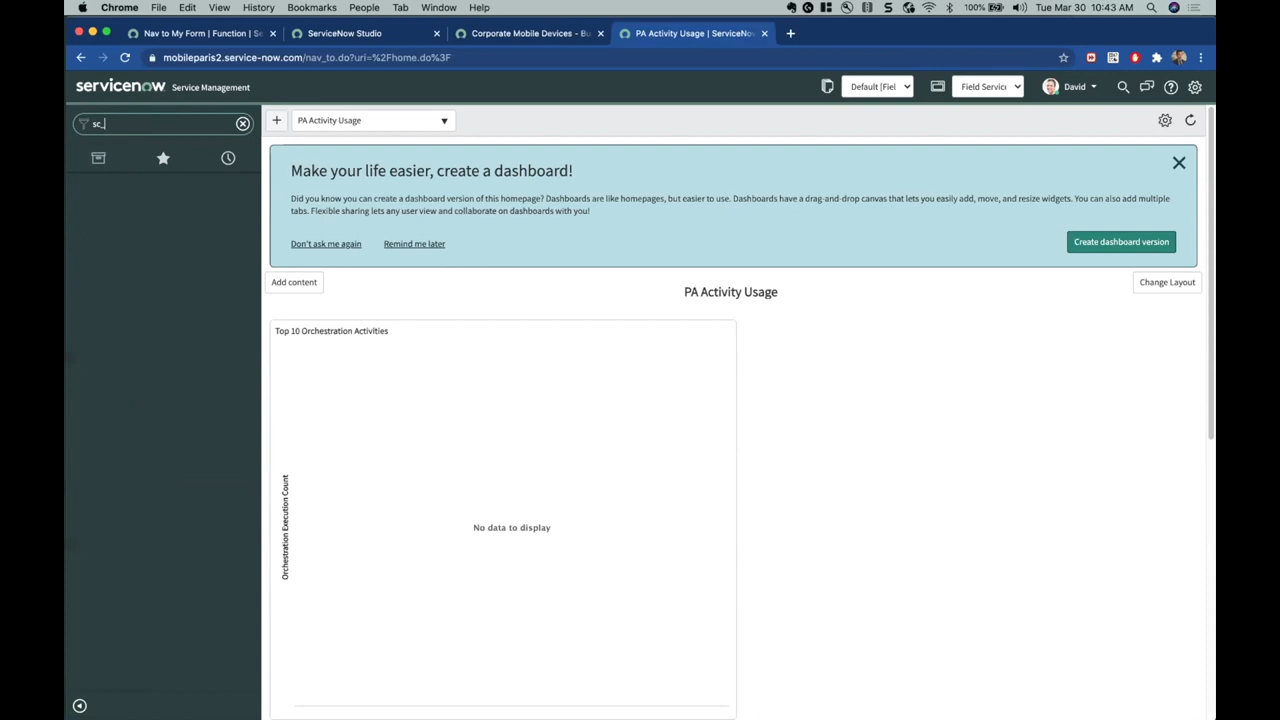 Chrome File Edit View History Bookmarks People Tab Window Help 100% Tue Mar 30 10:43 AM
Nav to My Form | Function | Se
ServiceNow Studio
Corporate Mobile Devices - Bu
PA Activity Usage | ServiceNo
mobileparis2.service-now.com/nav_to.do?uri=%2Fhome.do%3F
servicenow Service Management
Default [Fiel
Field Servic
David
sc_
PA Activity Usage
Make your life easier, create a dashboard!
Did you know you can create a dashboard version of this homepage? Dashboards are like homepages, but easier to use. Dashboards have a drag-and-drop canvas that lets you easily add, move, and resize widgets. You can also add multiple
tabs. Flexible sharing lets any user view and collaborate on dashboards with you!
Don't ask me again
Remind me later
Create dashboard version
Add content
PA Activity Usage
Change Layout
Top 10 Orchestration Activities
Orchestration Execution Count
No data to display